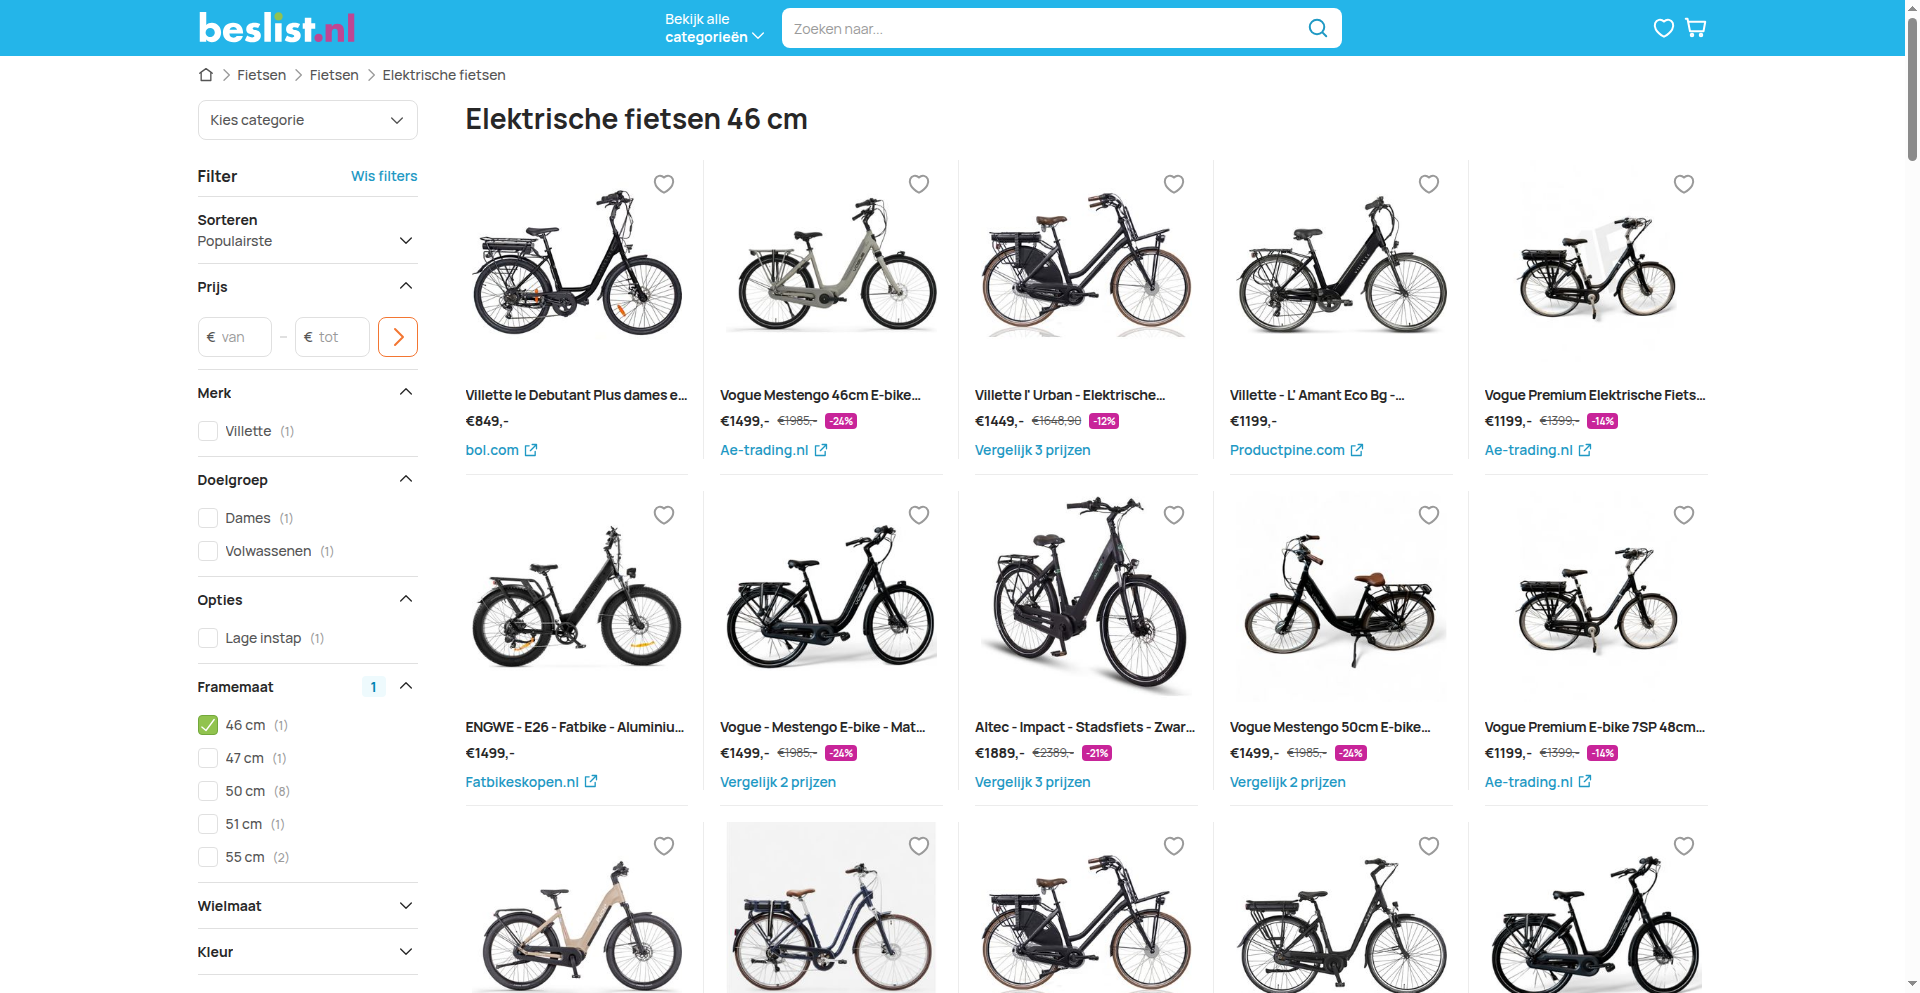 beslist.nl
Bekijk alle
categorieën
Zoeken naar...
Fietsen
Fietsen
Elektrische fietsen
Kies categorie
Elektrische fietsen 46 cm
Filter
Wis filters
Sorteren
Populairste
Prijs
€ van
–
€ tot
Merk
Villette (1)
Doelgroep
Dames (1)
Volwassenen (1)
Opties
Lage instap (1)
Framemaat
1
46 cm (1)
47 cm (1)
50 cm (8)
51 cm (1)
55 cm (2)
Wielmaat
Kleur
Villette le Debutant Plus dames e...
€849,-
bol.com
Vogue Mestengo 46cm E-bike...
€1499,- €1985,- -24%
Ae-trading.nl
Villette l' Urban - Elektrische...
€1449,- €1648,90 -12%
Vergelijk 3 prijzen
Villette - L' Amant Eco Bg -...
€1199,-
Productpine.com
Vogue Premium Elektrische Fiets...
€1199,- €1399,- -14%
Ae-trading.nl
ENGWE - E26 - Fatbike - Aluminiu...
€1499,-
Fatbikeskopen.nl
Vogue - Mestengo E-bike - Mat...
€1499,- €1985,- -24%
Vergelijk 2 prijzen
Altec - Impact - Stadsfiets - Zwar...
€1889,- €2389,- -21%
Vergelijk 3 prijzen
Vogue Mestengo 50cm E-bike...
€1499,- €1985,- -24%
Vergelijk 2 prijzen
Vogue Premium E-bike 7SP 48cm...
€1199,- €1399,- -14%
Ae-trading.nl